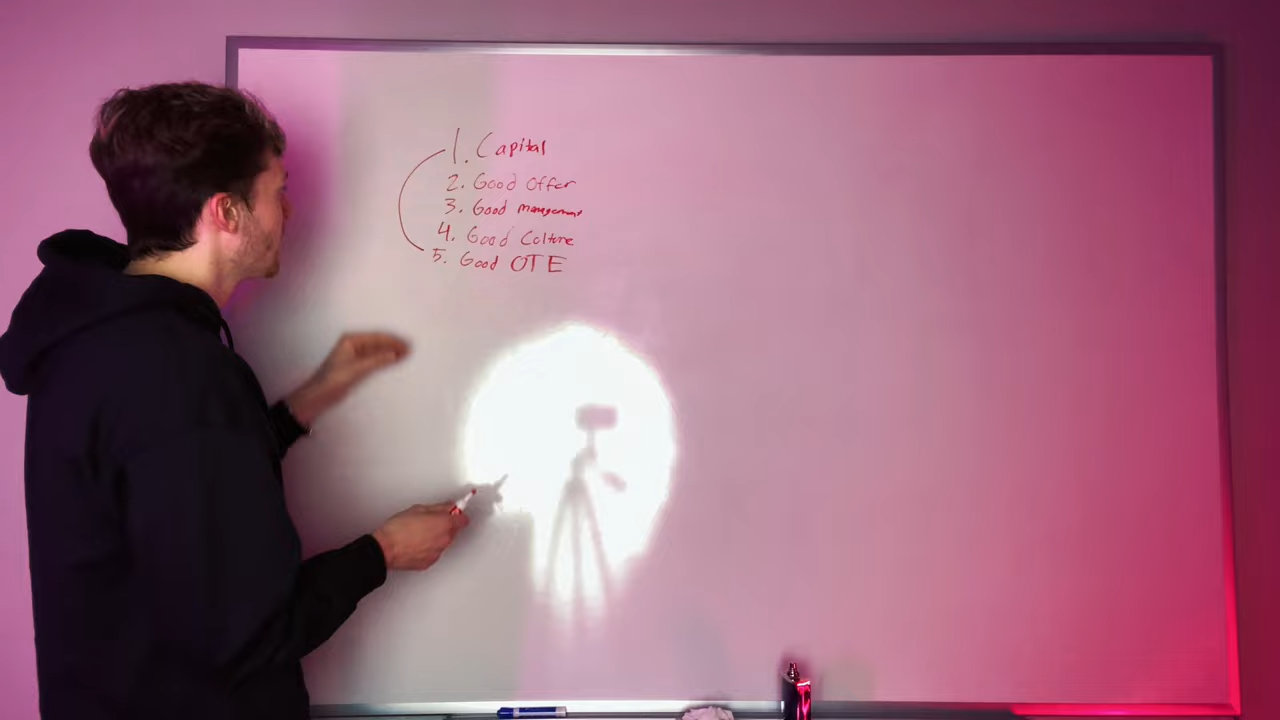 1. Capital
2. Good Offer
3. Good management
4. Good Culture
5. Good OTE